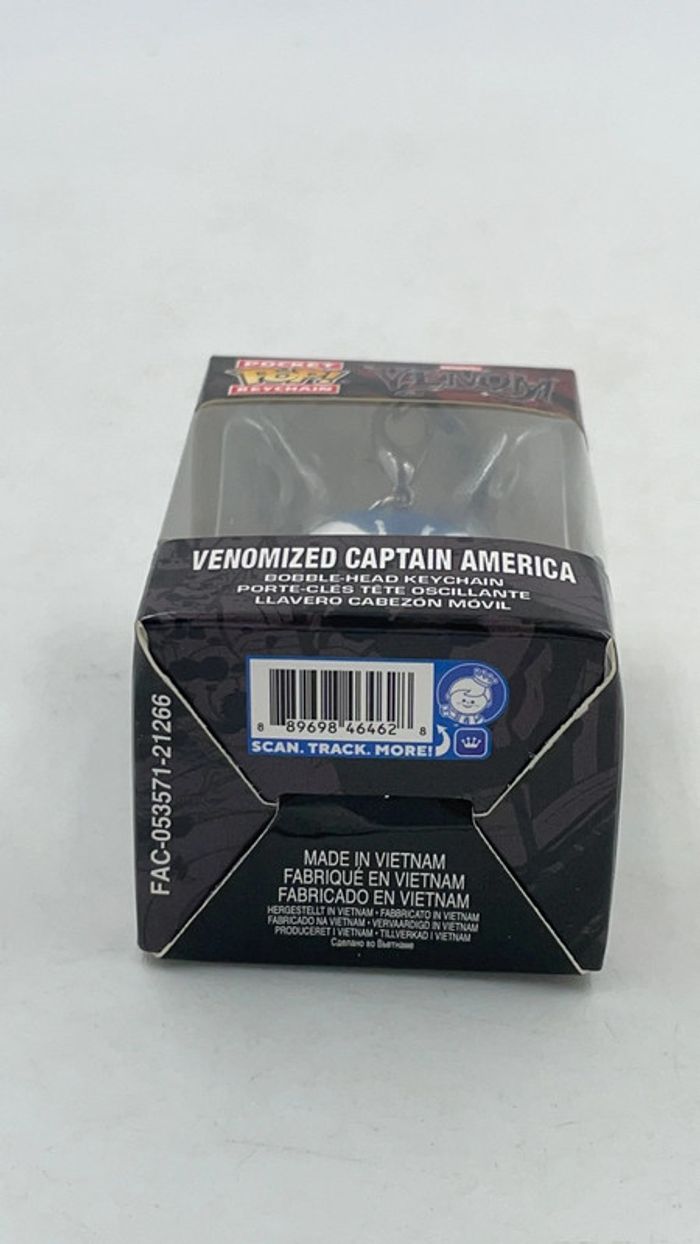 POCKET
POP!
KEYCHAIN
MARVEL
VENOM
VENOMIZED CAPTAIN AMERICA
BOBBLE-HEAD KEYCHAIN
PORTE-CLÉS TÊTE OSCILLANTE
LLAVERO CABEZÓN MÓVIL
8 89698 46462 8
SCAN. TRACK. MORE!
FAC-053571-21266
MADE IN VIETNAM
FABRIQUÉ EN VIETNAM
FABRICADO EN VIETNAM
HERGESTELLT IN VIETNAM • FABBRICATO IN VIETNAM
FABRICADO NA VIETNAM • VERVAARDIGD IN VIETNAM
PRODUCERET I VIETNAM • TILLVERKAD I VIETNAM
Сделано во Вьетнаме